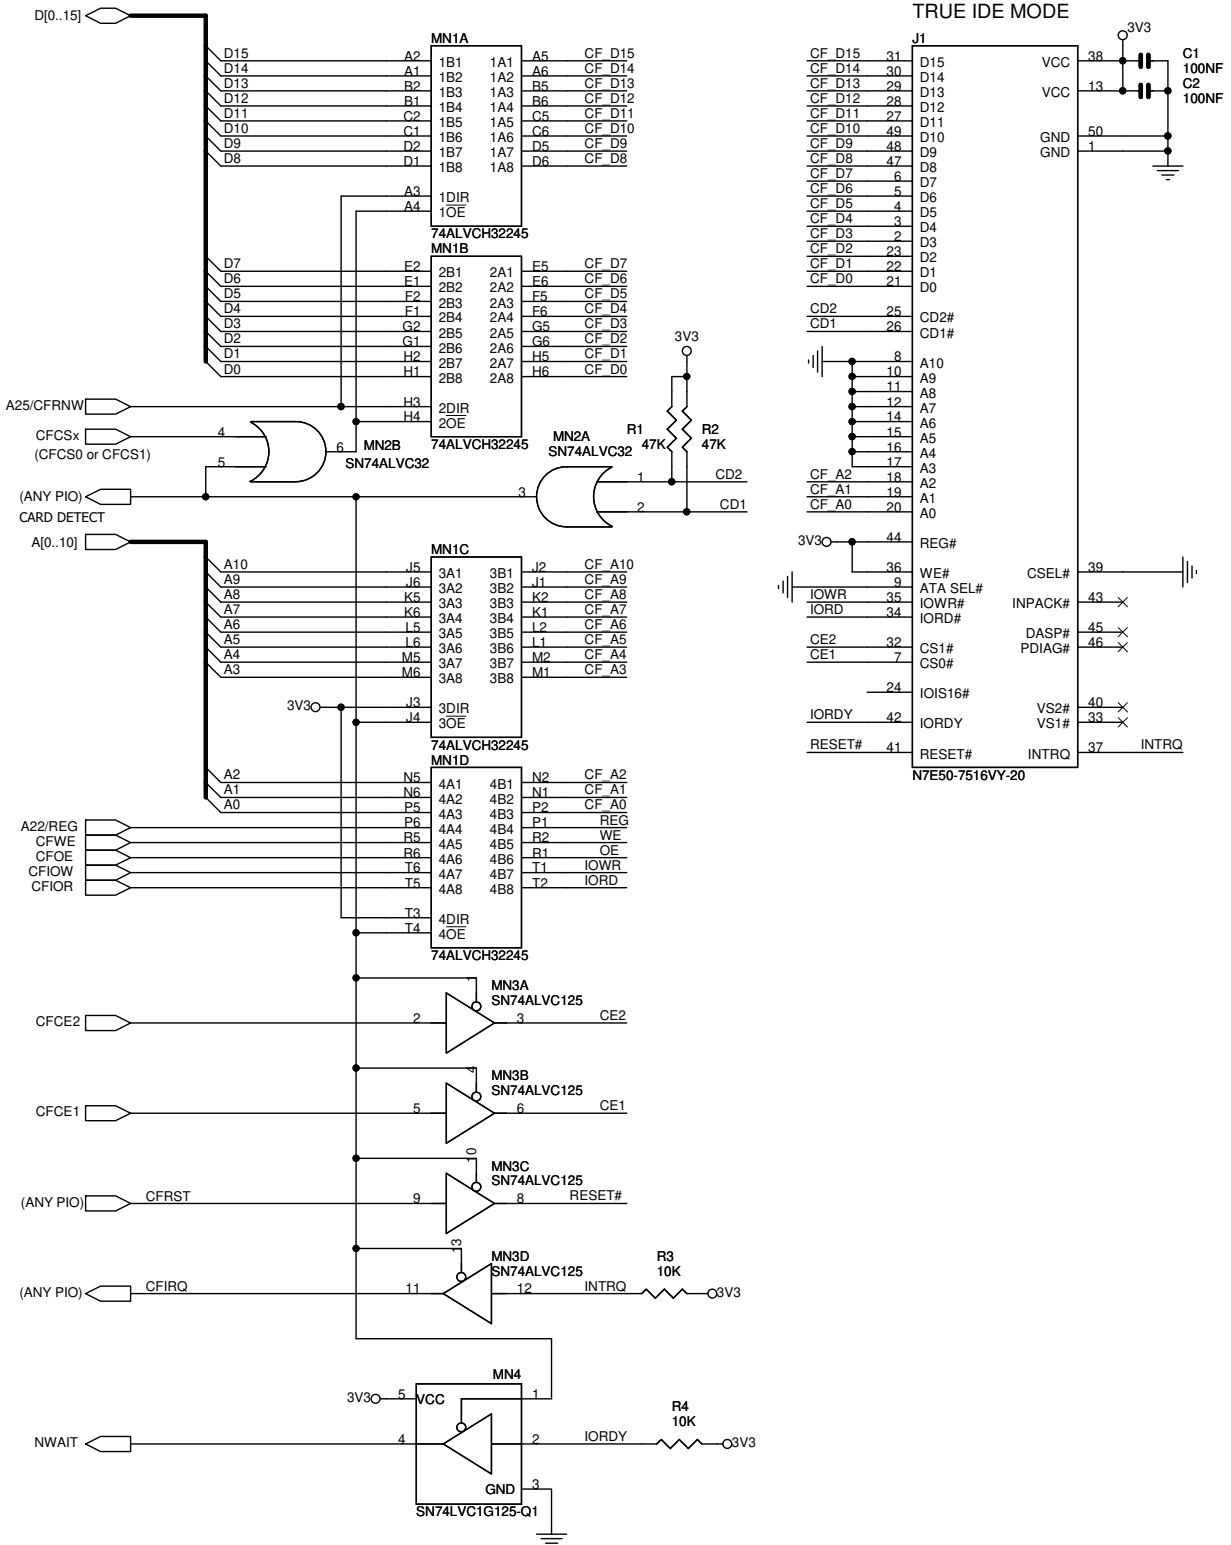 D[0..15]
TRUE IDE MODE
MN1A
D15 A2 1B1 1A1 A5 CF_D15
D14 A1 1B2 1A2 A6 CF_D14
D13 B2 1B3 1A3 B5 CF_D13
D12 B1 1B4 1A4 B6 CF_D12
D11 C2 1B5 1A5 C5 CF_D11
D10 C1 1B6 1A6 C6 CF_D10
D9 D2 1B7 1A7 D5 CF_D9
D8 D1 1B8 1A8 D6 CF_D8
A3 1DIR
A4 1OE
74ALVCH32245
MN1B
D7 E2 2B1 2A1 E5 CF_D7
D6 E1 2B2 2A2 E6 CF_D6
D5 F2 2B3 2A3 F5 CF_D5
D4 F1 2B4 2A4 F6 CF_D4
D3 G2 2B5 2A5 G5 CF_D3
D2 G1 2B6 2A6 G6 CF_D2
D1 H2 2B7 2A7 H5 CF_D1
D0 H1 2B8 2A8 H6 CF_D0
A25/CFRNW H3 2DIR
H4 2OE
74ALVCH32245
CFCSx 4
(CFCS0 or CFCS1)
5
6
MN2B
SN74ALVC32
3V3
R1
47K
R2
47K
MN2A
SN74ALVC32
1 CD2
2 CD1
3
(ANY PIO)
CARD DETECT
A[0..10]
MN1C
A10 J5 3A1 3B1 J2 CF_A10
A9 J6 3A2 3B2 J1 CF_A9
A8 K5 3A3 3B3 K2 CF_A8
A7 K6 3A4 3B4 K1 CF_A7
A6 L5 3A5 3B5 L2 CF_A6
A5 L6 3A6 3B6 L1 CF_A5
A4 M5 3A7 3B7 M2 CF_A4
A3 M6 3A8 3B8 M1 CF_A3
3V3 J3 3DIR
J4 3OE
74ALVCH32245
MN1D
A2 N5 4A1 4B1 N2 CF_A2
A1 N6 4A2 4B2 N1 CF_A1
A0 P5 4A3 4B3 P2 CF_A0
A22/REG P6 4A4 4B4 P1 REG
CFWE R5 4A5 4B5 R2 WE
CFOE R6 4A6 4B6 R1 OE
CFIOW T6 4A7 4B7 T1 IOWR
CFIOR T5 4A8 4B8 T2 IORD
T3 4DIR
T4 4OE
74ALVCH32245
1
MN3A
SN74ALVC125
CFCE2 2 3 CE2
4
MN3B
SN74ALVC125
CFCE1 5 6 CE1
10
MN3C
SN74ALVC125
(ANY PIO) CFRST 9 8 RESET#
13
MN3D
SN74ALVC125
R3
10K
(ANY PIO) CFIRQ 11 12 INTRQ 3V3
MN4
3V3 5 VCC 1
R4
10K
NWAIT 4 2 IORDY 3V3
GND 3
SN74LVC1G125-Q1
J1
3V3
C1
100NF
C2
100NF
CF_D15 31 D15 VCC 38
CF_D14 30 D14
CF_D13 29 D13 VCC 13
CF_D12 28 D12
CF_D11 27 D11
CF_D10 49 D10 GND 50
CF_D9 48 D9 GND 1
CF_D8 47 D8
CF_D7 6 D7
CF_D6 5 D6
CF_D5 4 D5
CF_D4 3 D4
CF_D3 2 D3
CF_D2 23 D2
CF_D1 22 D1
CF_D0 21 D0
CD2 25 CD2#
CD1 26 CD1#
8 A10
10 A9
11 A8
12 A7
14 A6
15 A5
16 A4
17 A3
CF_A2 18 A2
CF_A1 19 A1
CF_A0 20 A0
3V3 44 REG#
36 WE# CSEL# 39
9 ATA SEL#
IOWR 35 IOWR# INPACK# 43
IORD 34 IORD#
DASP# 45
CE2 32 CS1# PDIAG# 46
CE1 7 CS0#
24 IOIS16#
VS2# 40
IORDY 42 IORDY VS1# 33
RESET# 41 RESET# INTRQ 37 INTRQ
N7E50-7516VY-20